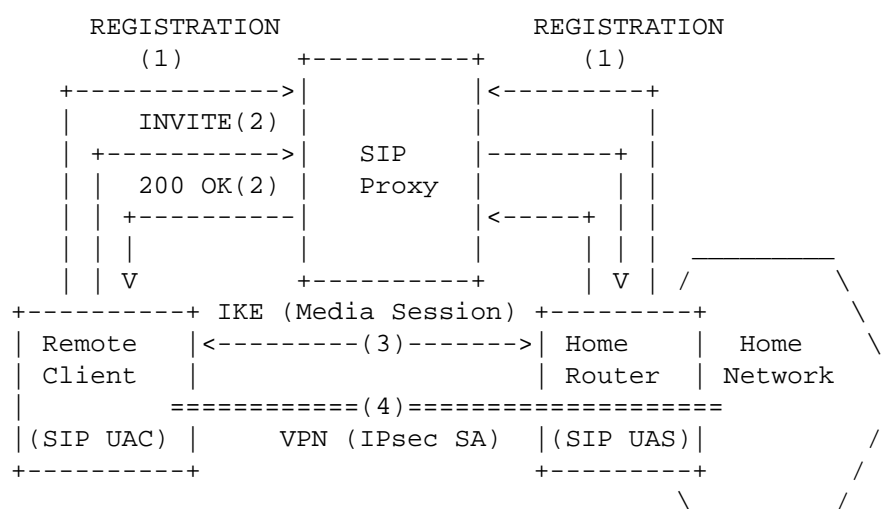 REGISTRATION REGISTRATION
(1) (1)
INVITE(2)
SIP
200 OK(2) Proxy
V V
IKE (Media Session)
Remote (3) Home Home
Client Router Network
(4)
(SIP UAC) VPN (IPsec SA) (SIP UAS)